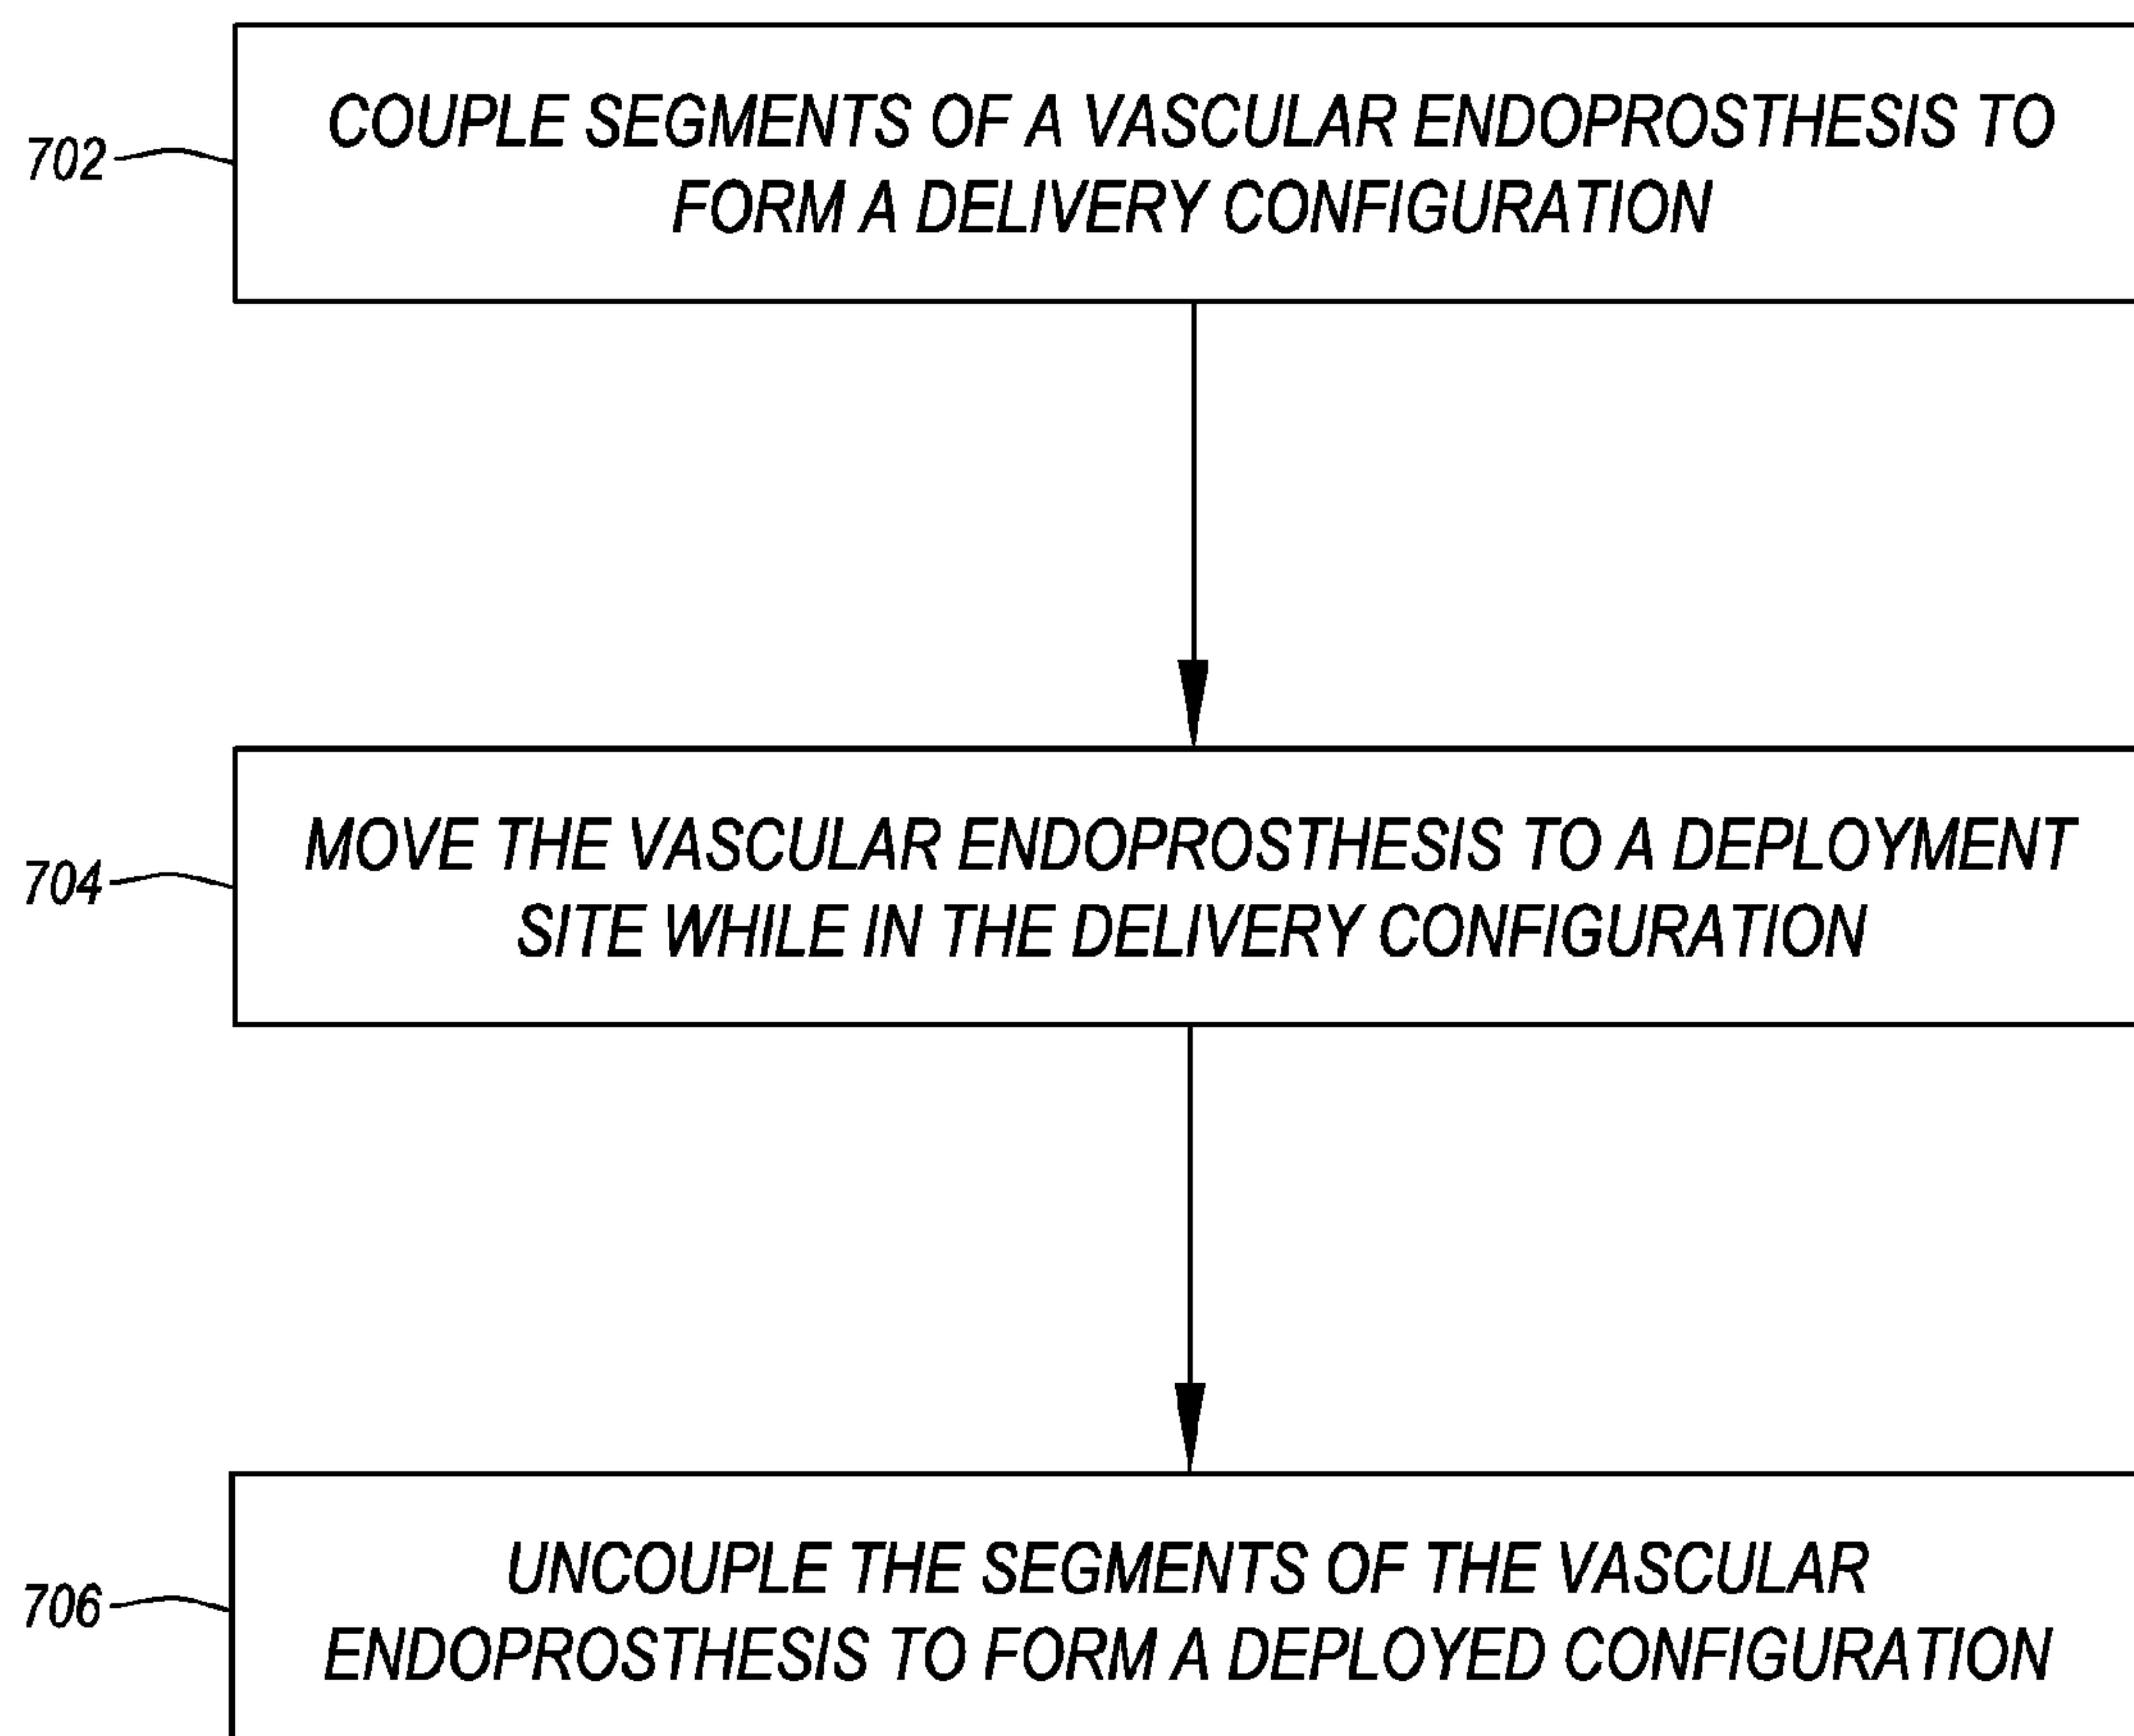 702
COUPLE SEGMENTS OF A VASCULAR ENDOPROSTHESIS TO
FORM A DELIVERY CONFIGURATION
704
MOVE THE VASCULAR ENDOPROSTHESIS TO A DEPLOYMENT
SITE WHILE IN THE DELIVERY CONFIGURATION
706
UNCOUPLE THE SEGMENTS OF THE VASCULAR
ENDOPROSTHESIS TO FORM A DEPLOYED CONFIGURATION